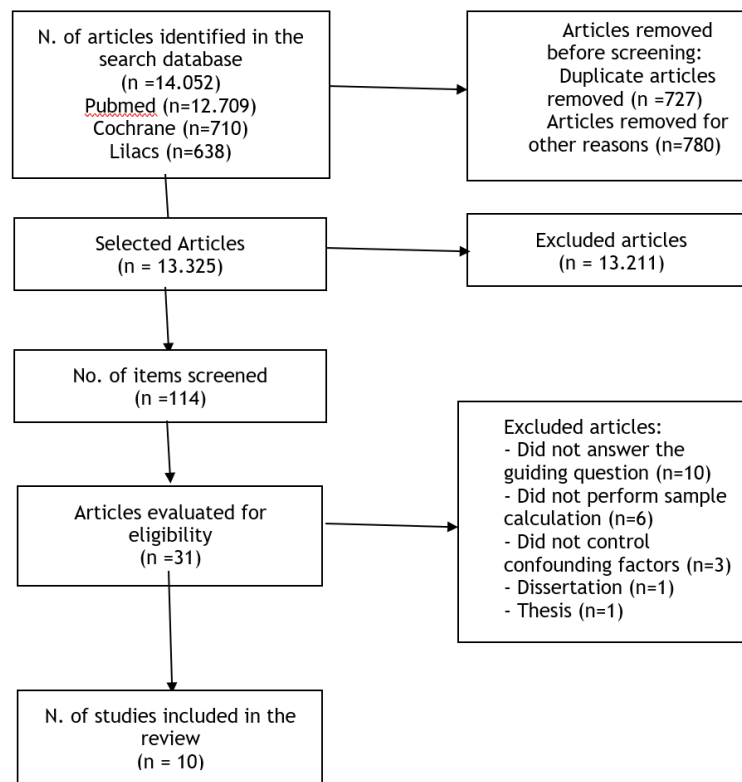 N. of articles identified in the
search database
(n =14.052)
Pubmed (n=12.709)
Cochrane (n=710)
Lilacs (n=638)
Articles removed
before screening:
Duplicate articles
removed (n =727)
Articles removed for
other reasons (n=780)
Selected Articles
(n = 13.325)
Excluded articles
(n = 13.211)
No. of items screened
(n =114)
Articles evaluated for
eligibility
(n =31)
Excluded articles:
- Did not answer the
guiding question (n=10)
- Did not perform sample
calculation (n=6)
- Did not control
confounding factors (n=3)
- Dissertation (n=1)
- Thesis (n=1)
N. of studies included in the
review
(n = 10)